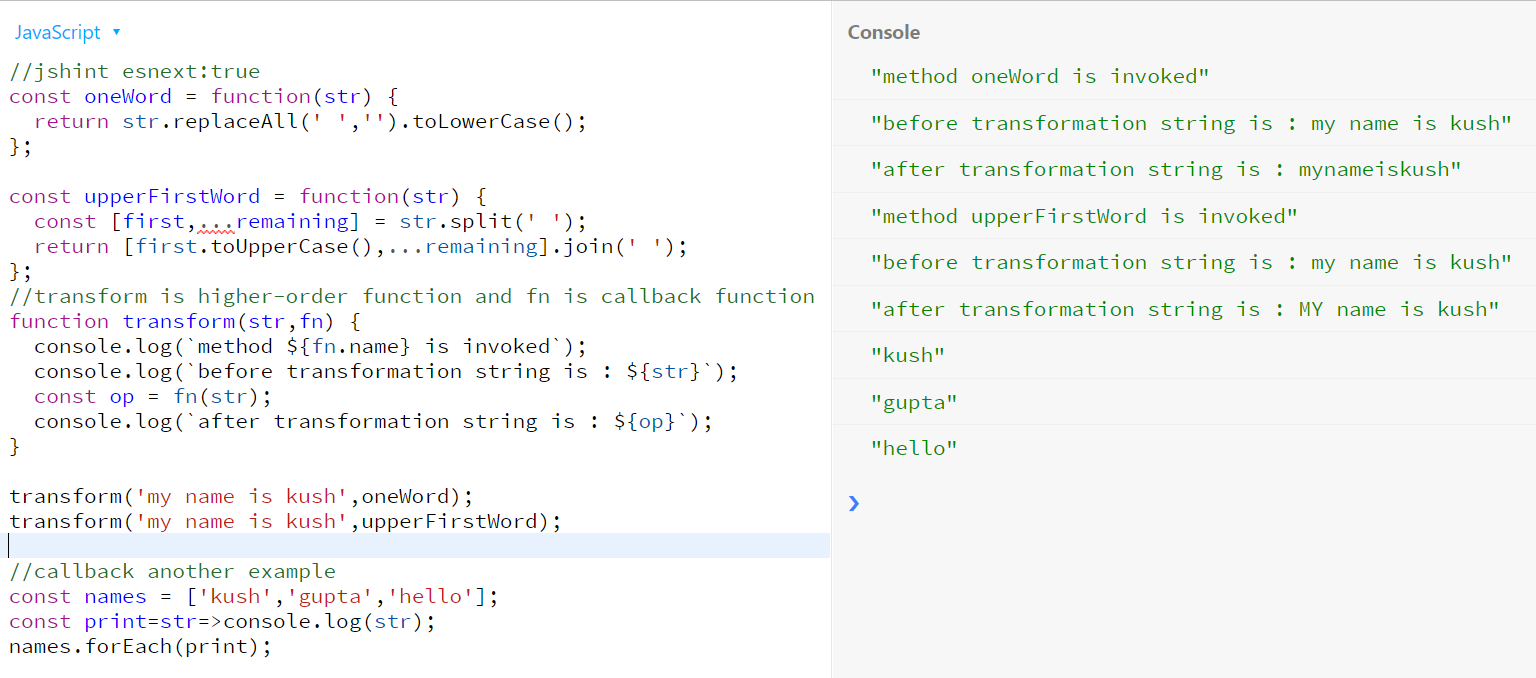 JavaScript
//jshint esnext:true
const oneWord = function(str) {
  return str.replaceAll(' ','').toLowerCase();
};

const upperFirstWord = function(str) {
  const [first,...remaining] = str.split(' ');
  return [first.toUpperCase(),...remaining].join(' ');
};
//transform is higher-order function and fn is callback function
function transform(str,fn) {
  console.log(`method ${fn.name} is invoked`);
  console.log(`before transformation string is : ${str}`);
  const op = fn(str);
  console.log(`after transformation string is : ${op}`);
}

transform('my name is kush',oneWord);
transform('my name is kush',upperFirstWord);

//callback another example
const names = ['kush','gupta','hello'];
const print=str=>console.log(str);
names.forEach(print);
Console
"method oneWord is invoked"
"before transformation string is : my name is kush"
"after transformation string is : mynameiskush"
"method upperFirstWord is invoked"
"before transformation string is : my name is kush"
"after transformation string is : MY name is kush"
"kush"
"gupta"
"hello"